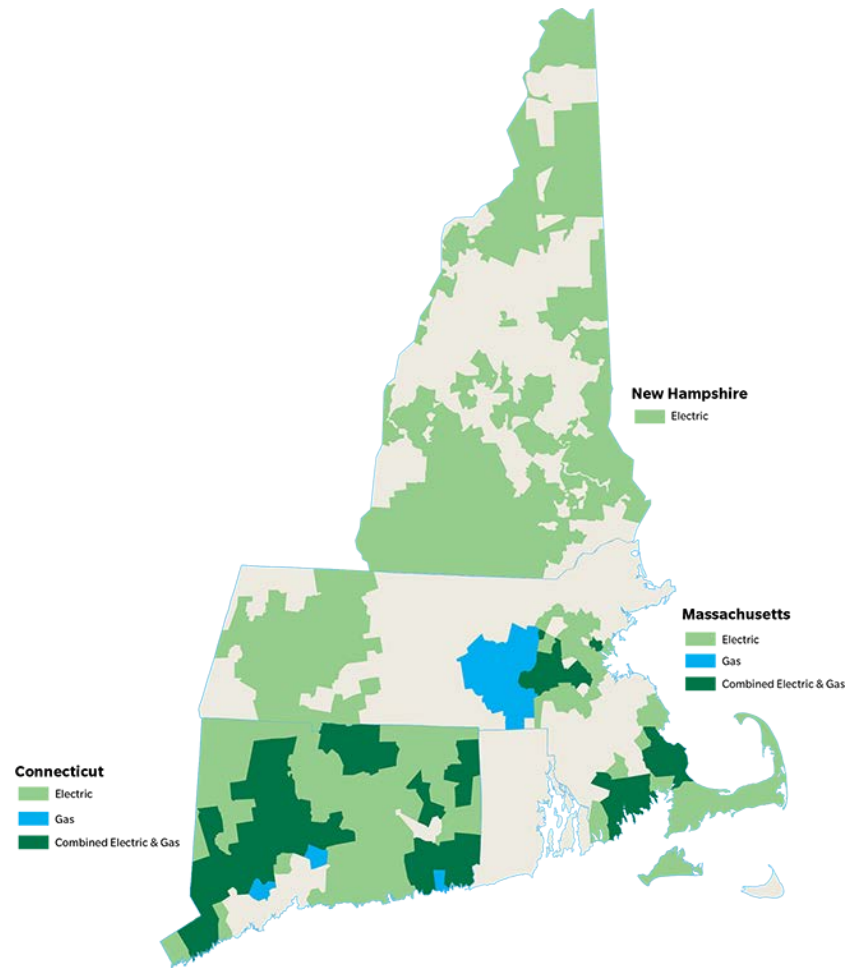 New Hampshire
Electric
Massachusetts
Electric
Gas
Combined Electric & Gas
Connecticut
Electric
Gas
Combined Electric & Gas